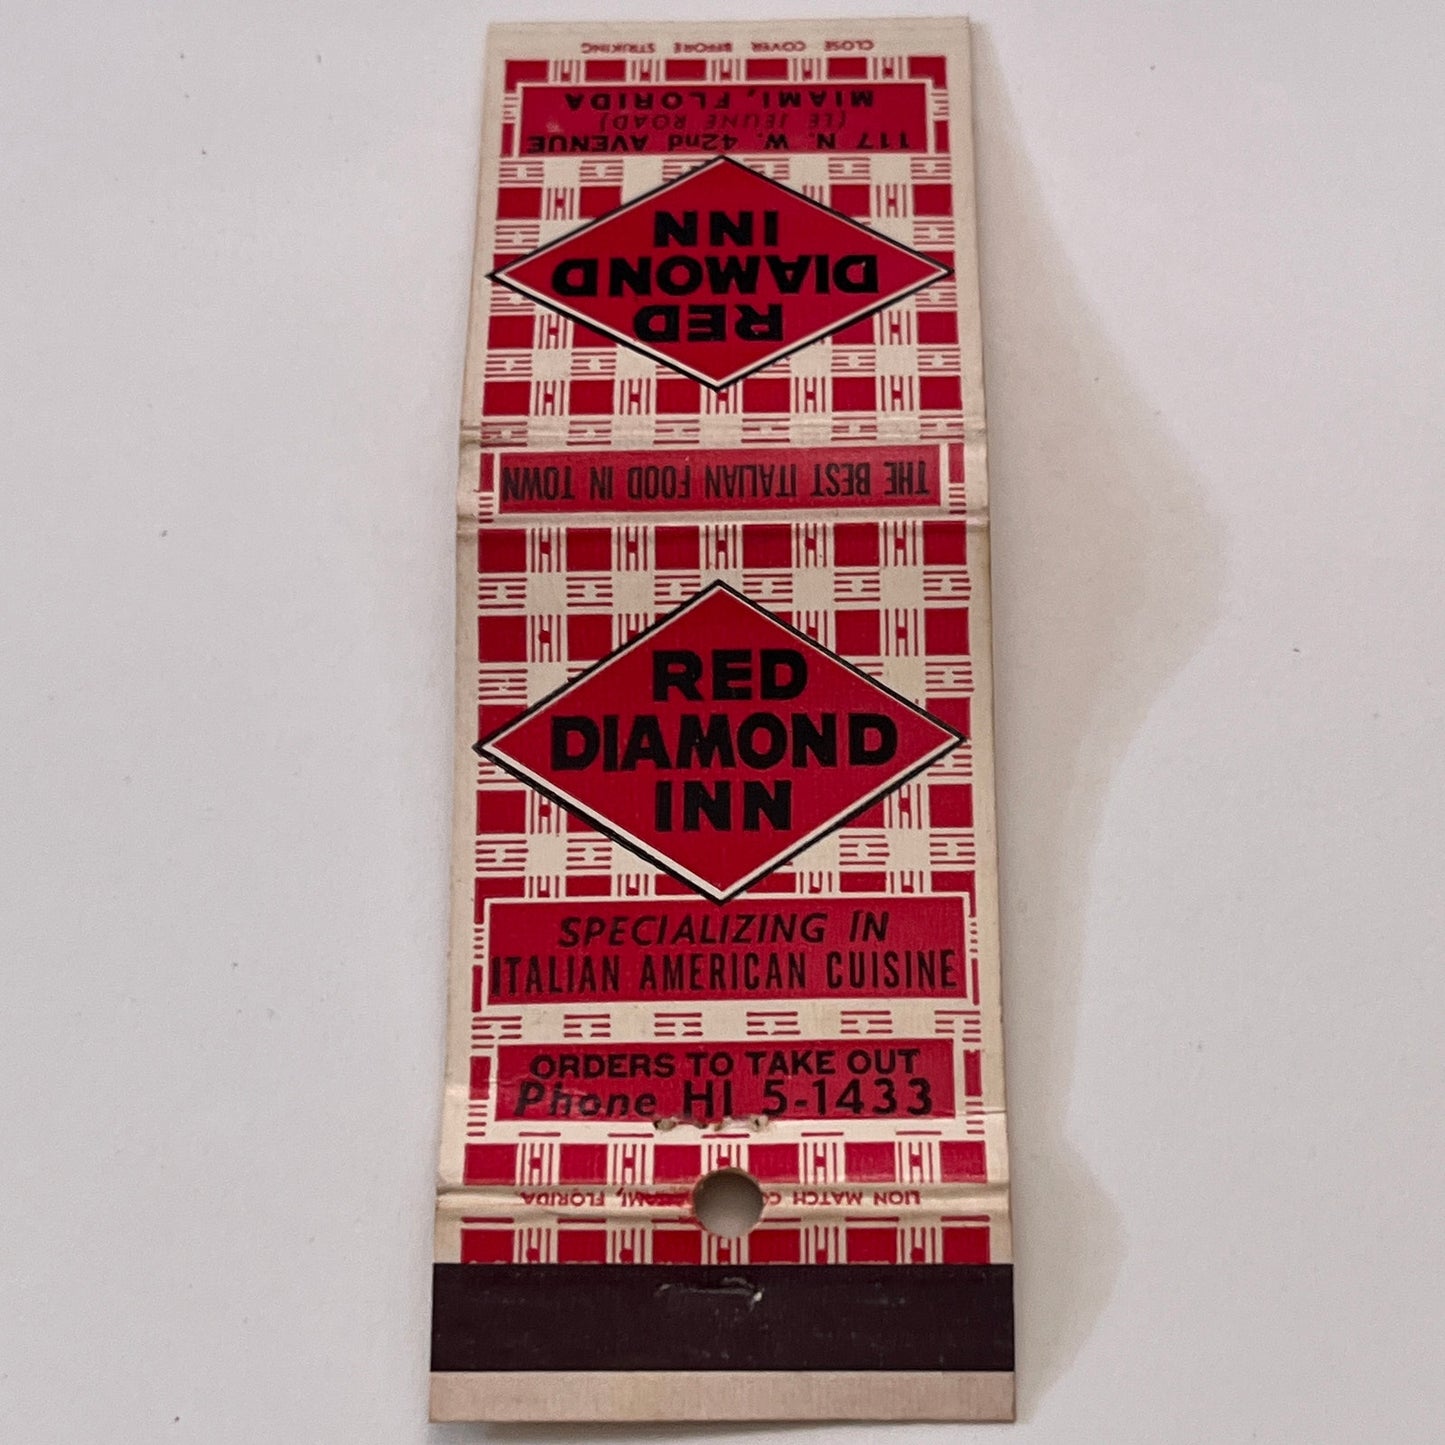 CLOSE COVER BEFORE STRIKING
117 N. W. 42nd AVENUE
(LE JEUNE ROAD)
MIAMI, FLORIDA
RED
DIAMOND
INN
THE BEST ITALIAN FOOD IN TOWN
RED
DIAMOND
INN
SPECIALIZING IN
ITALIAN AMERICAN CUISINE
ORDERS TO TAKE OUT
Phone HI 5-1433
LION MATCH FLORIDA